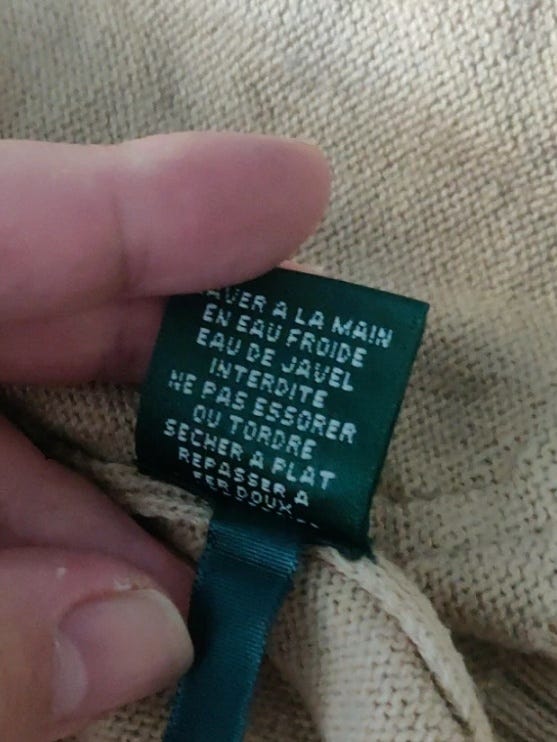 LAVER A LA MAIN
EN EAU FROIDE
EAU DE JAVEL
INTERDITE
NE PAS ESSORER
OU TORDRE
SECHER A PLAT
REPASSER A
FER DOUX